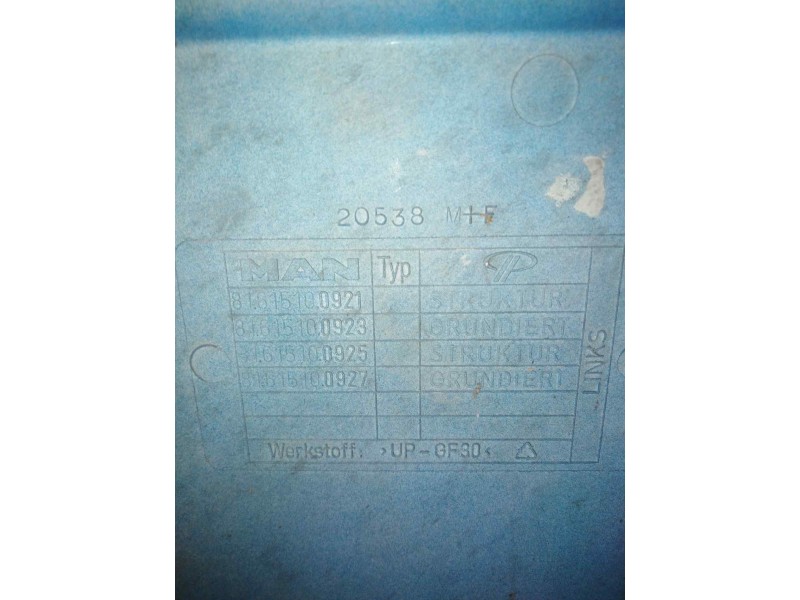 20538 MIF
MAN Typ
81.61510.0921 STRUKTUR
81.61510.0923 GRUNDIERT
81.61510.0925 STRUKTUR
81.61510.0927 GRUNDIERT
LINKS
Werkstoff: >UP-GF30<